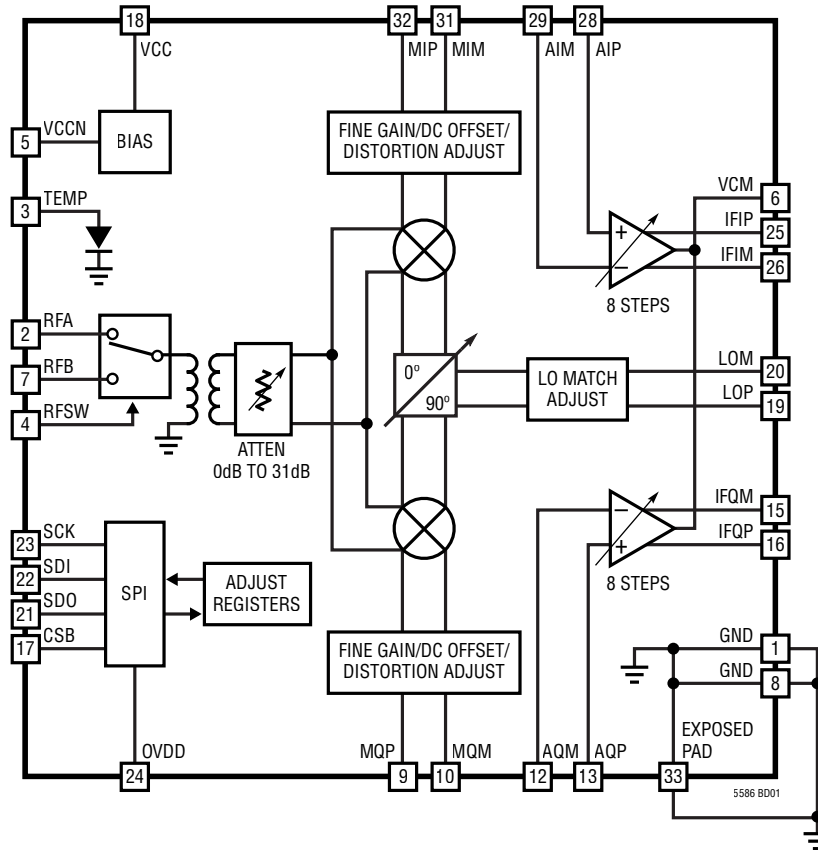 18
32
31
29
28
VCC
MIP
MIM
AIM
AIP
FINE GAIN/DC OFFSET/
DISTORTION ADJUST
5
VCCN
BIAS
3
TEMP
VCM
6
IFIP
25
IFIM
26
+
−
8 STEPS
2
RFA
7
RFB
4
RFSW
ATTEN
0dB TO 31dB
0º
90º
LO MATCH
ADJUST
LOM
20
LOP
19
IFQM
15
IFQP
16
−
+
8 STEPS
23
SCK
22
SDI
21
SDO
17
CSB
SPI
ADJUST
REGISTERS
FINE GAIN/DC OFFSET/
DISTORTION ADJUST
GND
1
GND
8
EXPOSED
PAD
OVDD
MQP
MQM
AQM
AQP
24
9
10
12
13
33
5586 BD01